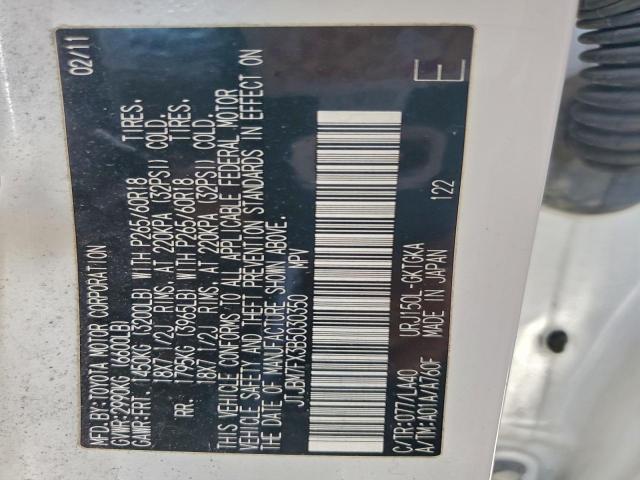 MFD.BY:TOYOTA MOTOR CORPORATION 02/11
GVWR:2990KG (6600LB)
GAWR:FRT. 1450KG (3200LB) WITH P265/60R18 TIRES.
18X7 1/2J RIMS. AT 220KPA (32PSI) COLD.
RR. 1795KG (3965LB) WITH P265/60R18 TIRES.
18X7 1/2J RIMS. AT 220KPA (32PSI) COLD.
THIS VEHICLE CONFORMS TO ALL APPLICABLE FEDERAL MOTOR
VEHICLE SAFETY AND THEFT PREVENTION STANDARDS IN EFFECT ON
THE DATE OF MANUFACTURE SHOWN ABOVE.
JTJBM7FX3B5030350 MPV
C/TR:077/LA40 URJ150L-GKTGKA 122
A/TM:A01A/A760F MADE IN JAPAN
E